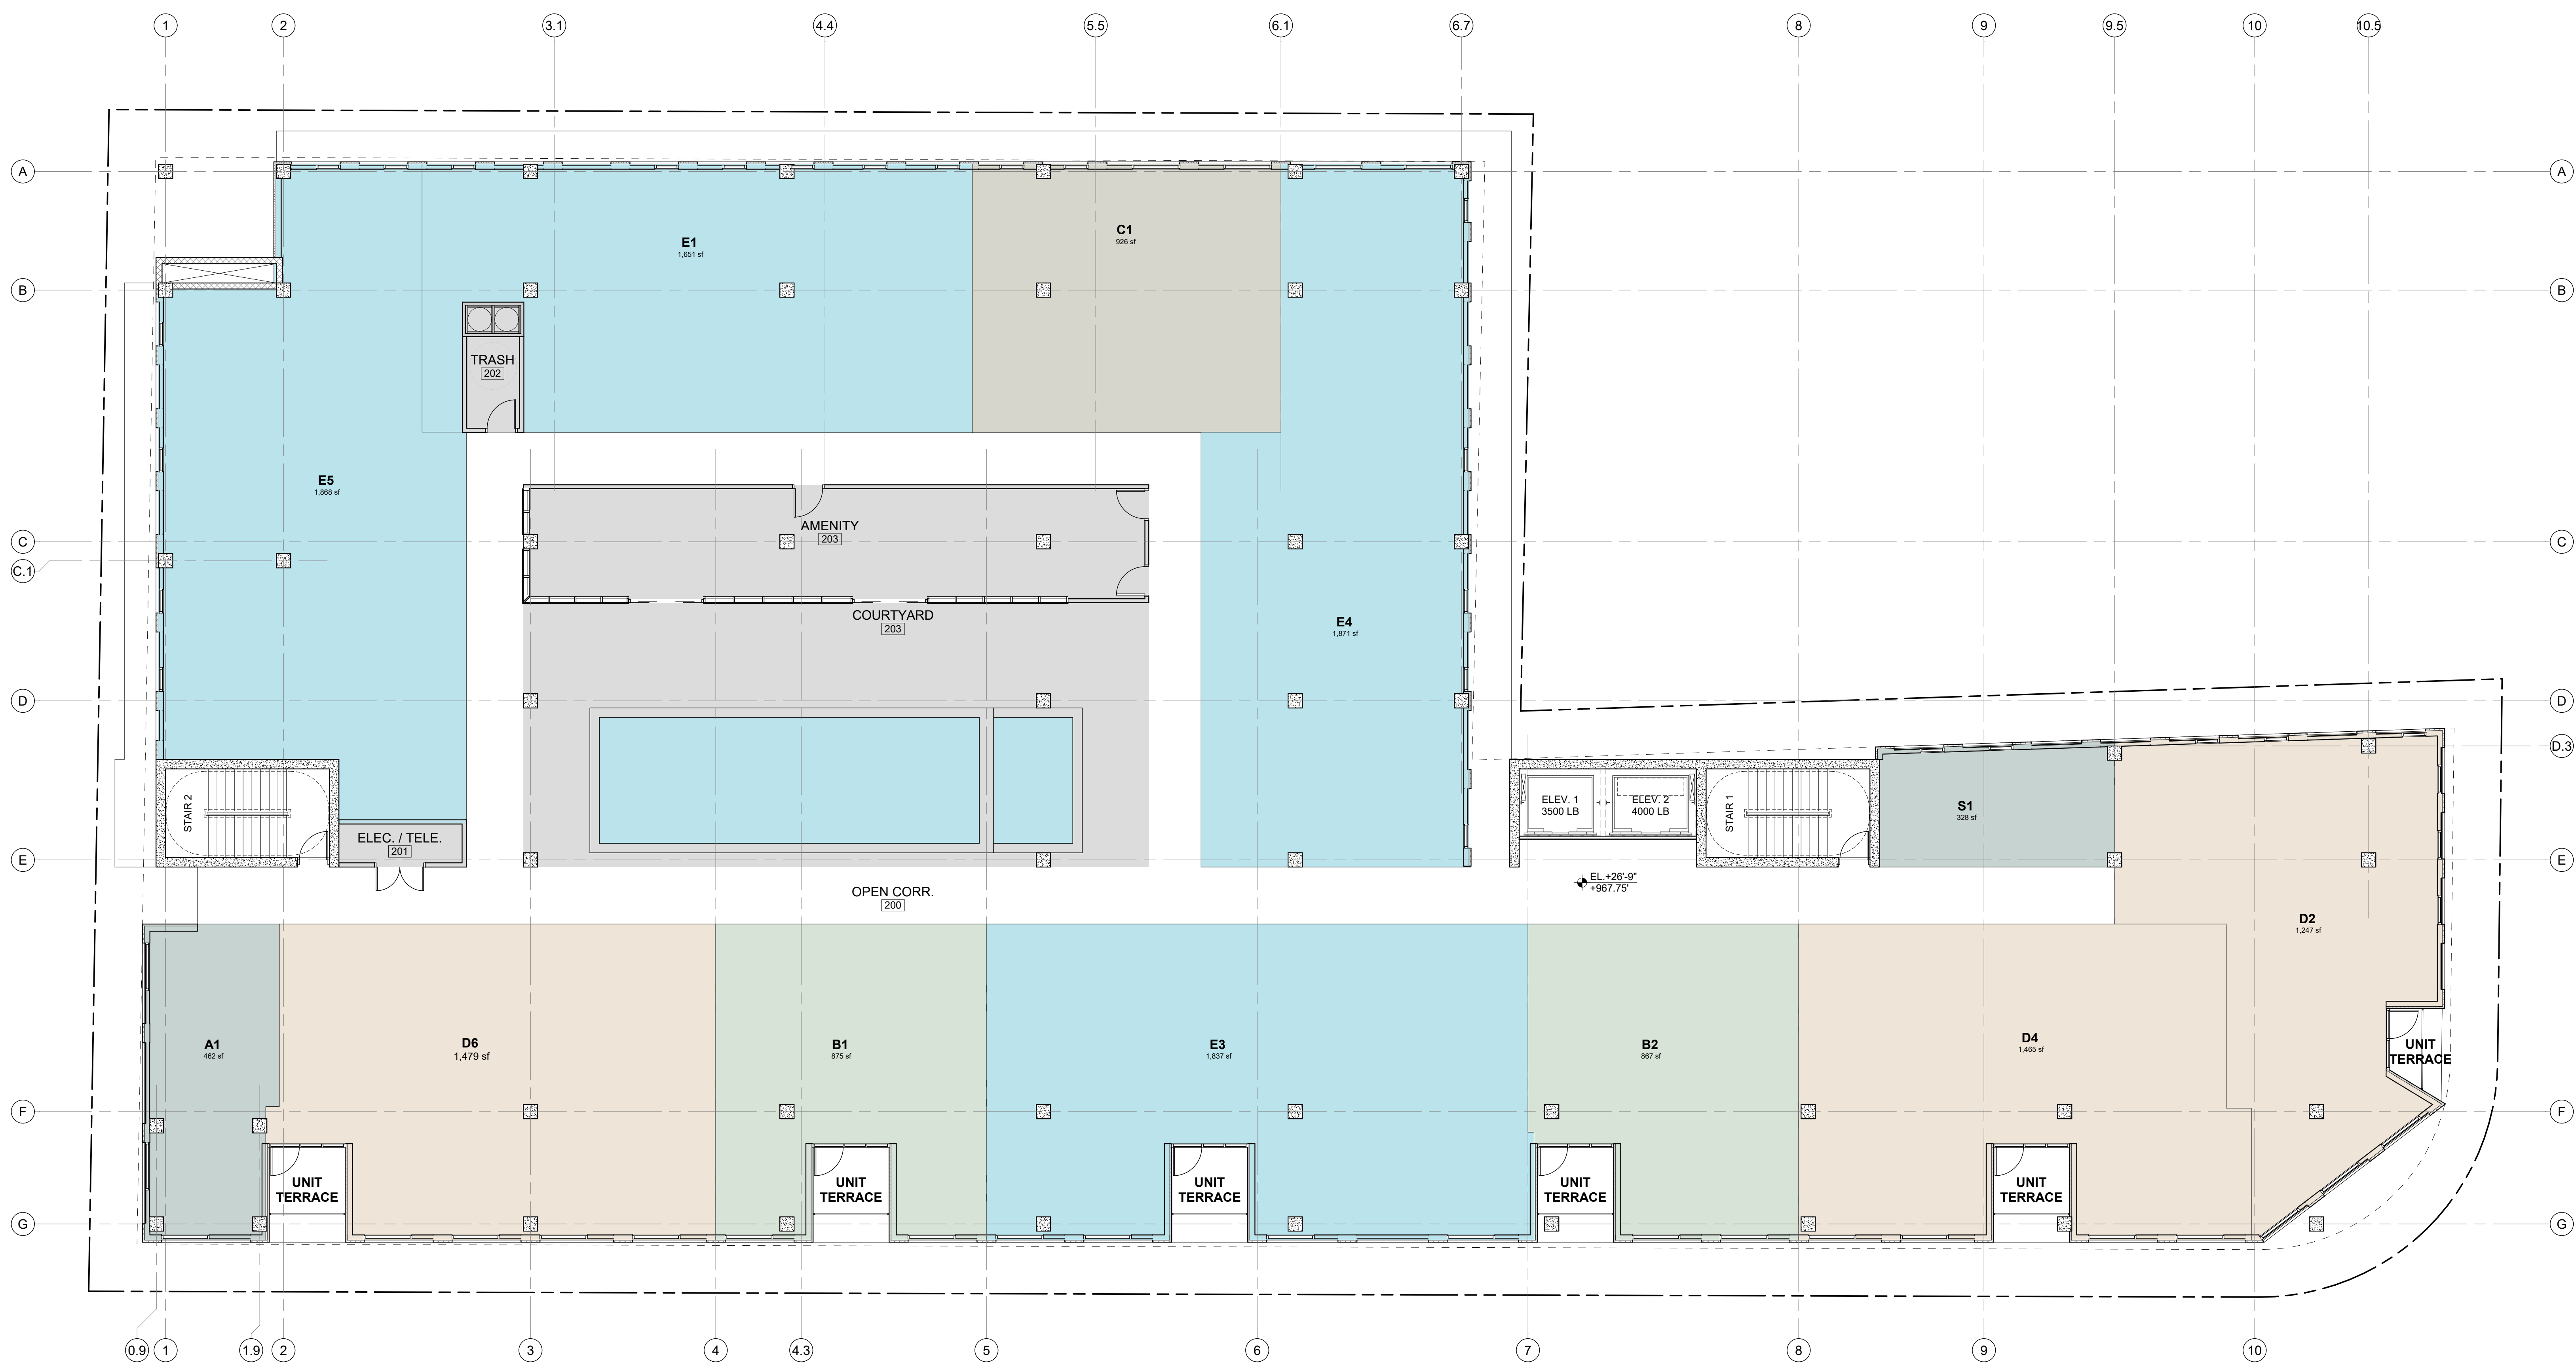 1
2
3.1
4.4
5.5
6.1
6.7
8
9
9.5
10
10.5
A
A
E1
1,651 sf
C1
926 sf
B
B
TRASH
202
E5
1,868 sf
AMENITY
203
C
C
C.1
COURTYARD
203
E4
1,871 sf
D
D
D.3
STAIR 2
ELEV. 1
3500 LB
ELEV. 2
4000 LB
STAIR 1
S1
328 sf
ELEC. / TELE.
201
E
E
OPEN CORR.
200
EL.+26'-9"
+967.75'
D2
1,247 sf
A1
462 sf
D6
1,479 sf
B1
875 sf
E3
1,837 sf
B2
867 sf
D4
1,465 sf
UNIT
TERRACE
F
F
UNIT
TERRACE
UNIT
TERRACE
UNIT
TERRACE
UNIT
TERRACE
UNIT
TERRACE
G
G
0.9
1
1.9
2
3
4
4.3
5
6
7
8
9
10